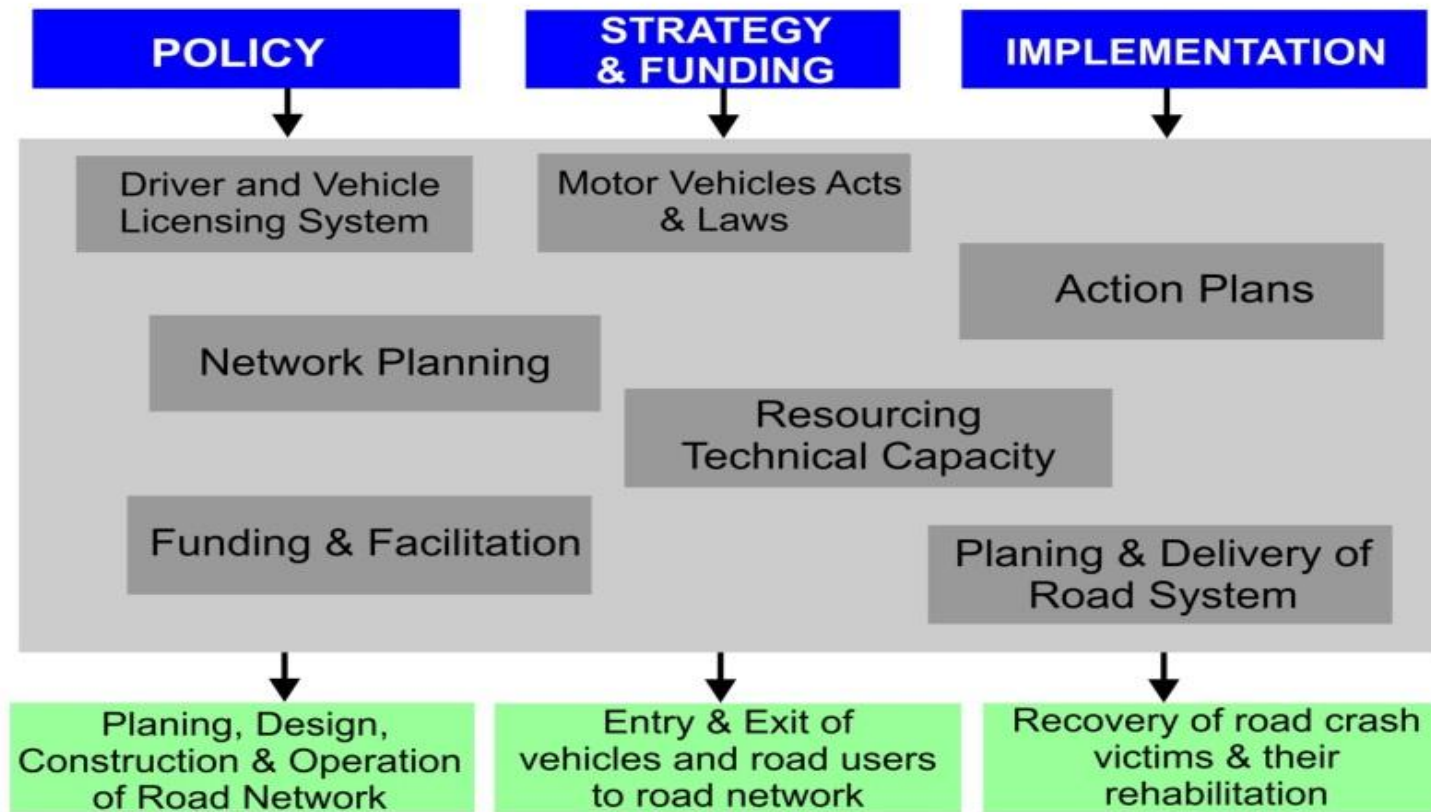 POLICY
STRATEGY
& FUNDING
IMPLEMENTATION
Driver and Vehicle
Licensing System
Motor Vehicles Acts
& Laws
Action Plans
Network Planning
Resourcing
Technical Capacity
Funding & Facilitation
Planing & Delivery of
Road System
Planing, Design,
Construction & Operation
of Road Network
Entry & Exit of
vehicles and road users
to road network
Recovery of road crash
victims & their
rehabilitation